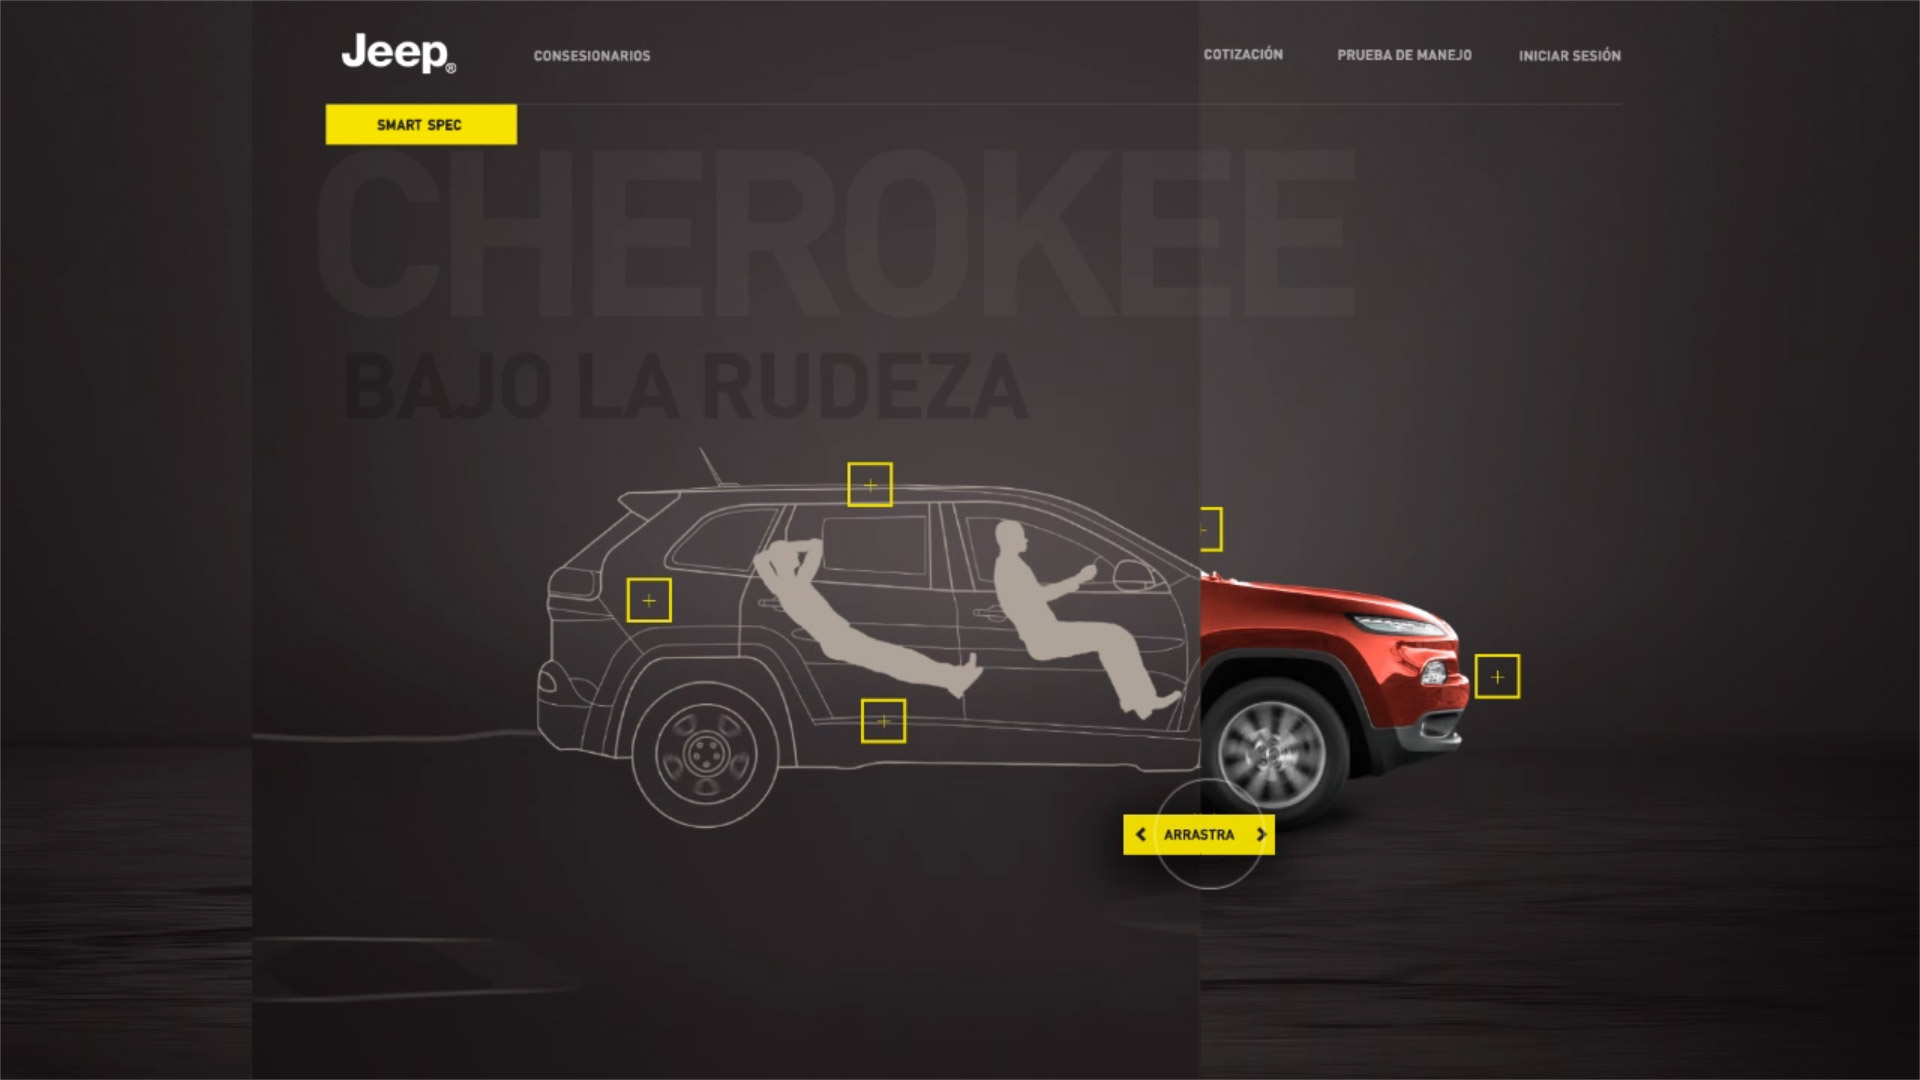 Jeep®
CONSESIONARIOS
COTIZACIÓN
PRUEBA DE MANEJO
INICIAR SESIÓN
SMART SPEC
CHEROKEE
BAJO LA RUDEZA
ARRASTRA